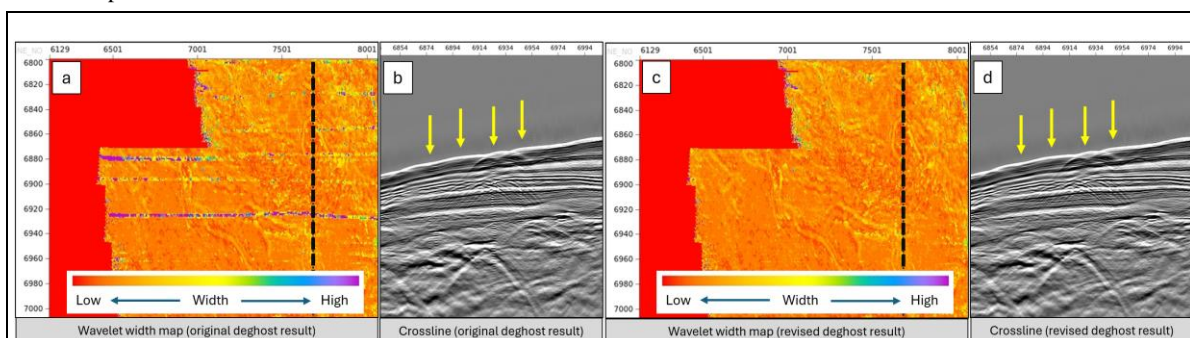 6129 6501 7001 7501 8001
6854 6874 6894 6914 6934 6954 6974 6994
6129 6501 7001 7501 8001
6854 6874 6894 6914 6934 6954 6974 6994
a
b
c
d
6800
6820
6840
6860
6880
6900
6920
6940
6960
6980
7000
6800
6820
6840
6860
6880
6900
6920
6940
6960
6980
7000
Low Width High
Low Width High
Wavelet width map (original deghost result)
Crossline (original deghost result)
Wavelet width map (revised deghost result)
Crossline (revised deghost result)